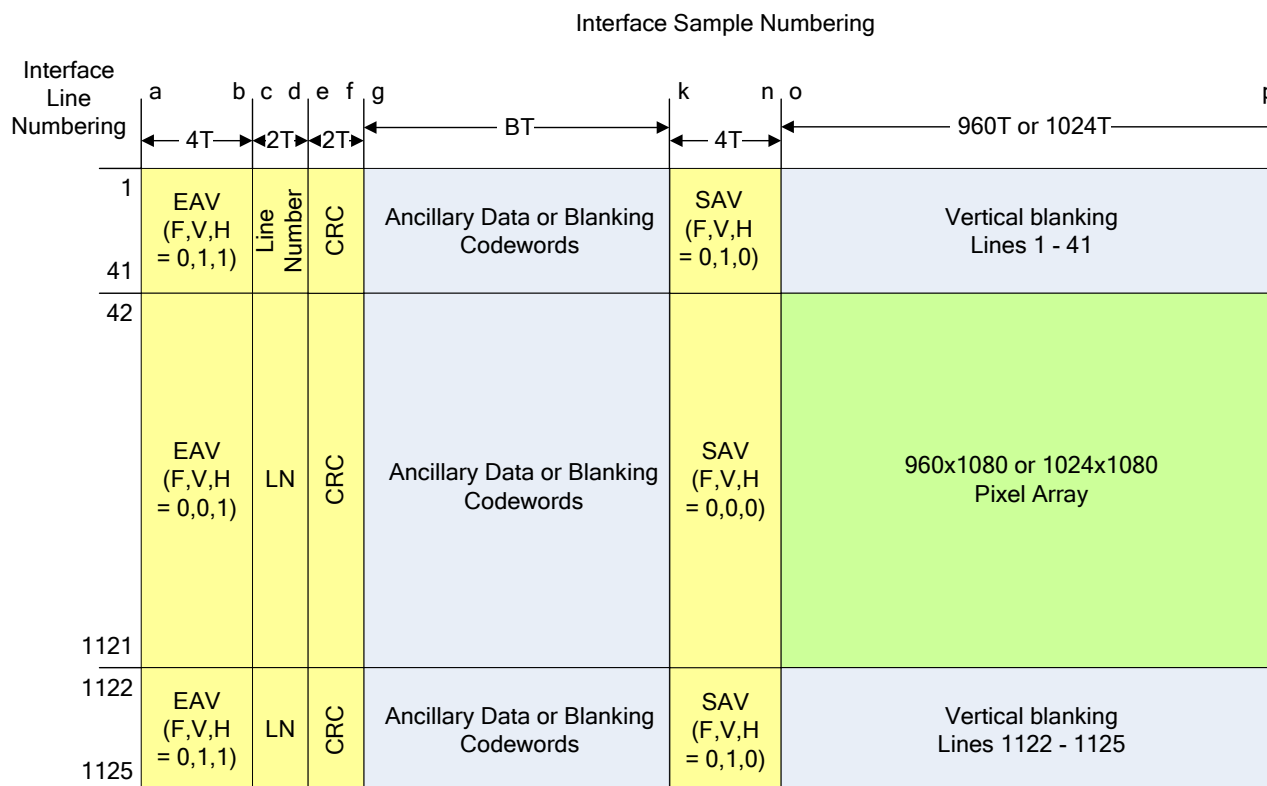 Interface Sample Numbering
Interface
Line
Numbering
a b c d e f g k n o p
4T 2T 2T BT 4T 960T or 1024T
1
41
EAV
(F,V,H
= 0,1,1)
Line
Number
CRC
Ancillary Data or Blanking
Codewords
SAV
(F,V,H
= 0,1,0)
Vertical blanking
Lines 1 - 41
42
1121
EAV
(F,V,H
= 0,0,1)
LN
CRC
Ancillary Data or Blanking
Codewords
SAV
(F,V,H
= 0,0,0)
960x1080 or 1024x1080
Pixel Array
1122
1125
EAV
(F,V,H
= 0,1,1)
LN
CRC
Ancillary Data or Blanking
Codewords
SAV
(F,V,H
= 0,1,0)
Vertical blanking
Lines 1122 - 1125